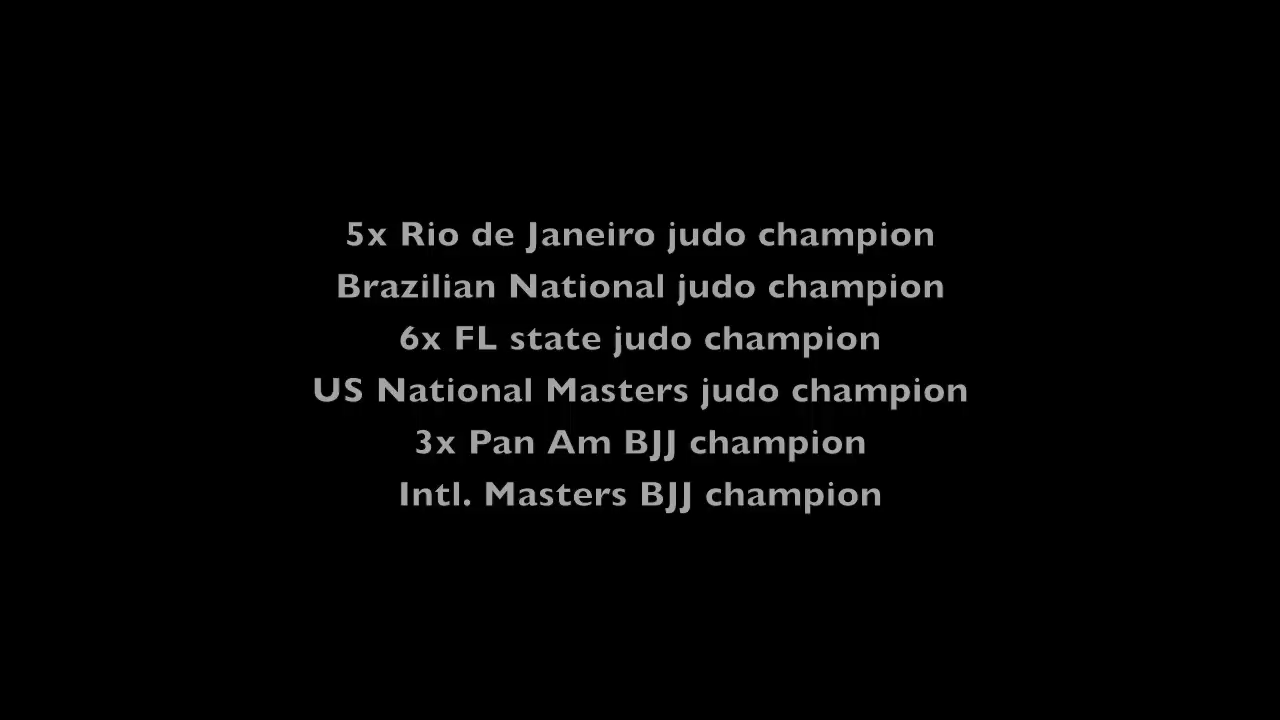 5x Rio de Janeiro judo champion
Brazilian National judo champion
6x FL state judo champion
US National Masters judo champion
3x Pan Am BJJ champion
Intl. Masters BJJ champion